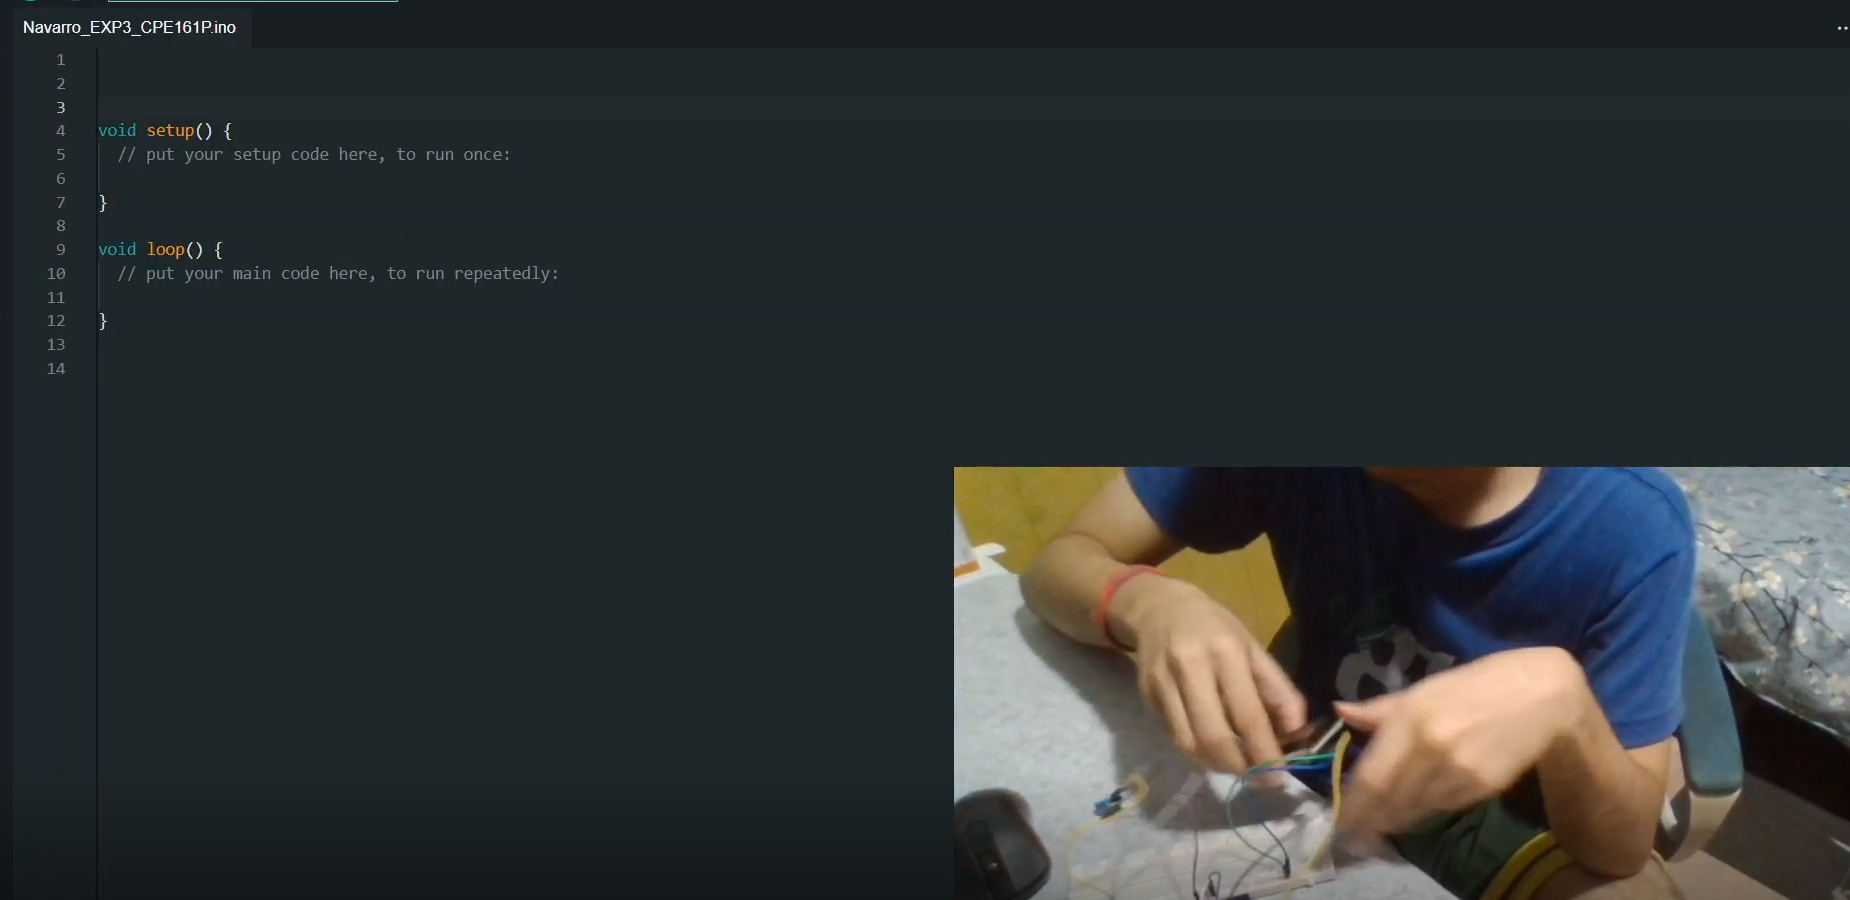 Navarro_EXP3_CPE161P.ino
1
2
3
4 void setup() {
5 // put your setup code here, to run once:
6
7 }
8
9 void loop() {
10 // put your main code here, to run repeatedly:
11
12 }
13
14